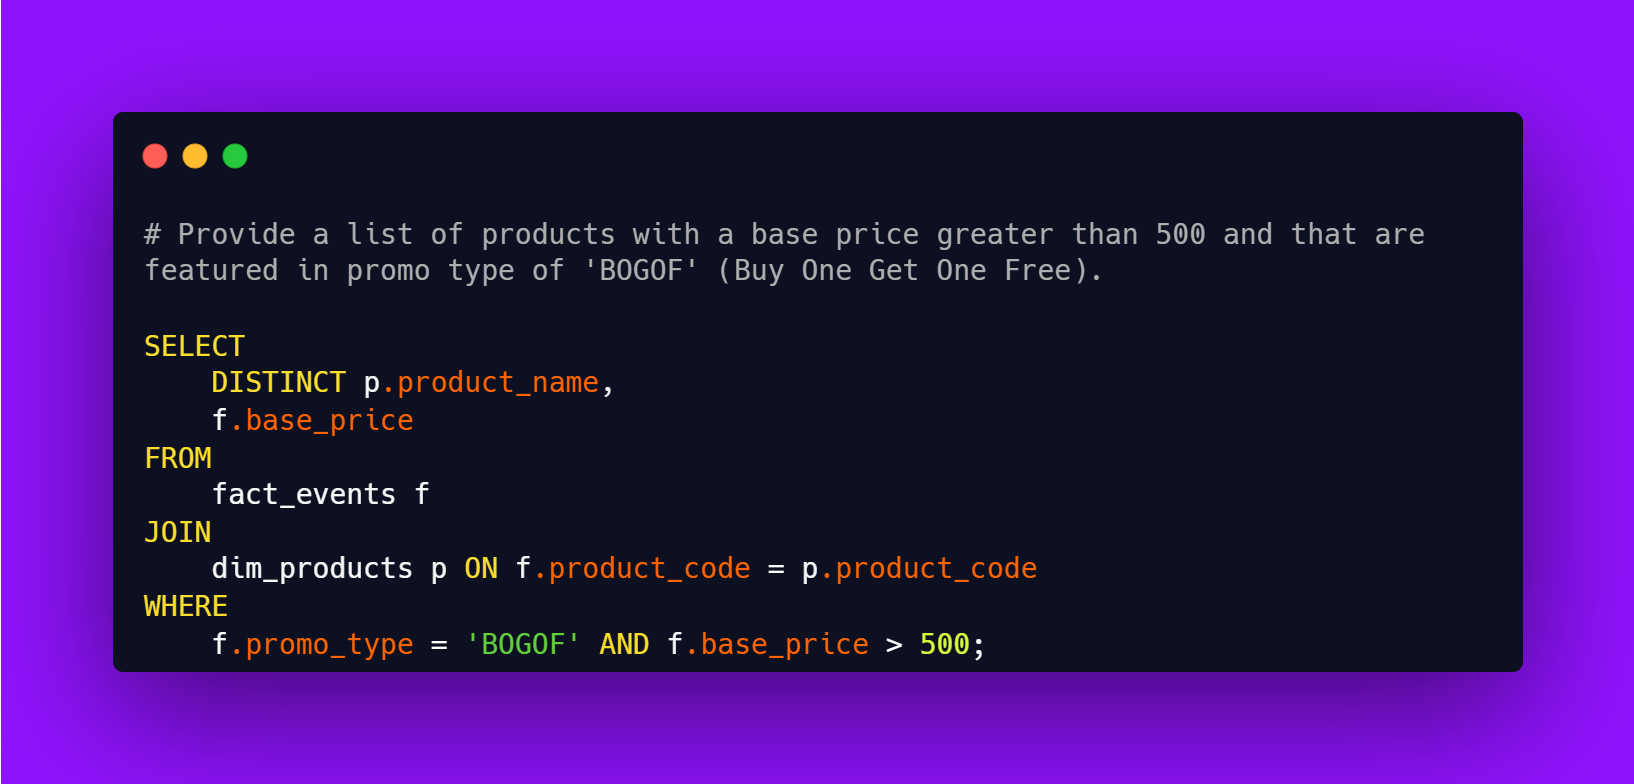 # Provide a list of products with a base price greater than 500 and that are
featured in promo type of 'BOGOF' (Buy One Get One Free).

SELECT
    DISTINCT p.product_name,
    f.base_price
FROM
    fact_events f
JOIN
    dim_products p ON f.product_code = p.product_code
WHERE
    f.promo_type = 'BOGOF' AND f.base_price > 500;